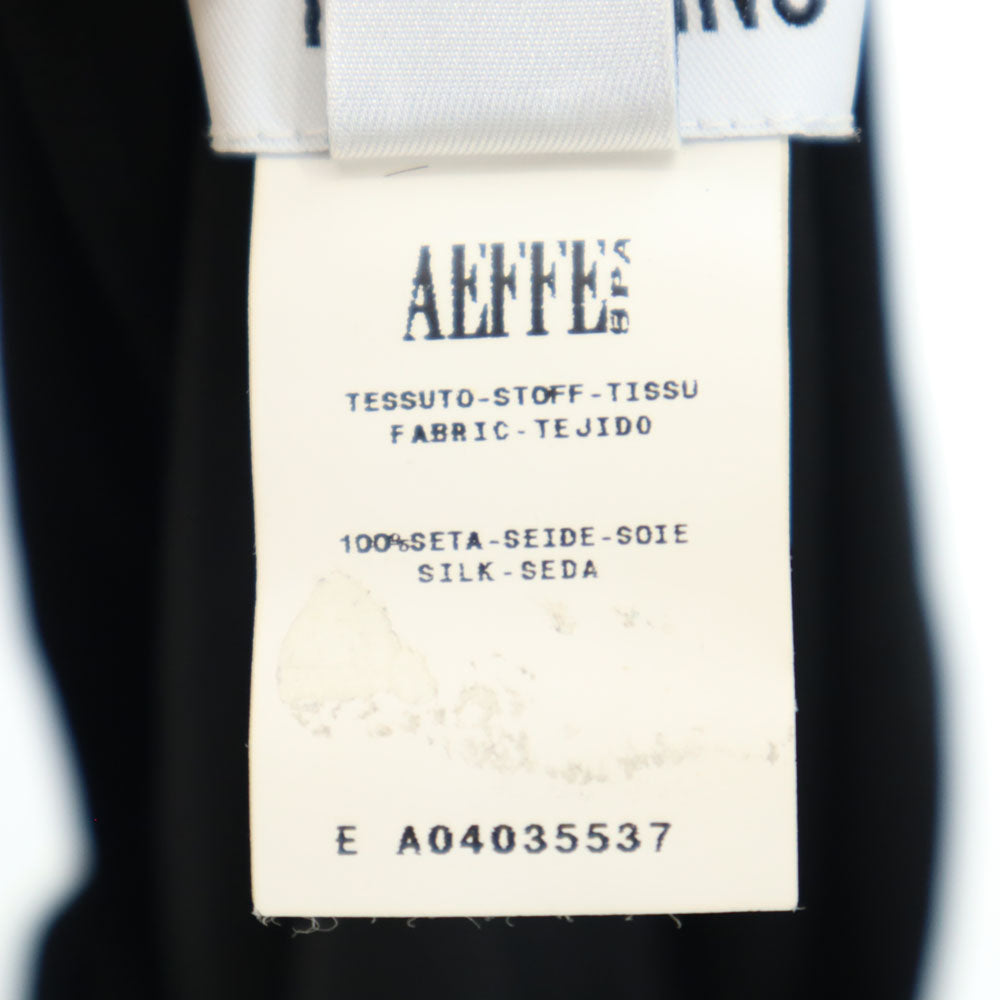 AEFFE SPA
TESSUTO-STOFF-TISSU
FABRIC-TEJIDO
100%SETA-SEIDE-SOIE
SILK-SEDA
E A04035537